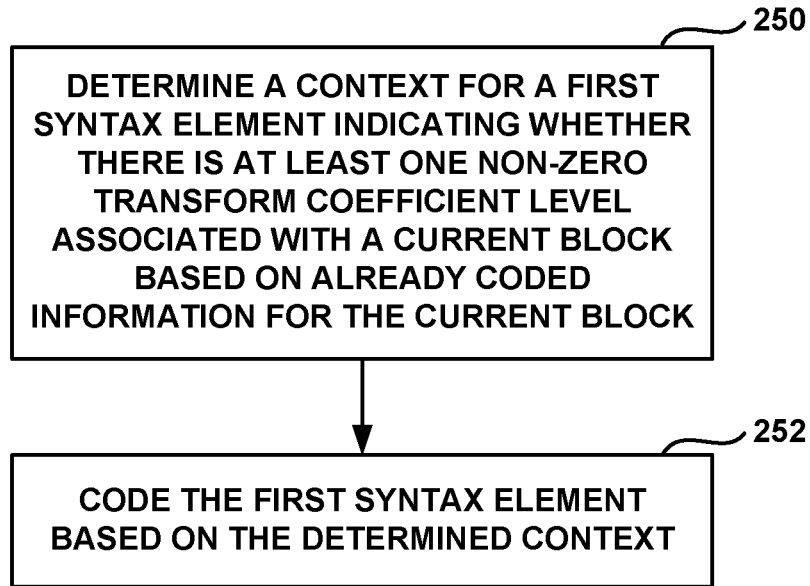 250
DETERMINE A CONTEXT FOR A FIRST
SYNTAX ELEMENT INDICATING WHETHER
THERE IS AT LEAST ONE NON-ZERO
TRANSFORM COEFFICIENT LEVEL
ASSOCIATED WITH A CURRENT BLOCK
BASED ON ALREADY CODED
INFORMATION FOR THE CURRENT BLOCK
252
CODE THE FIRST SYNTAX ELEMENT
BASED ON THE DETERMINED CONTEXT